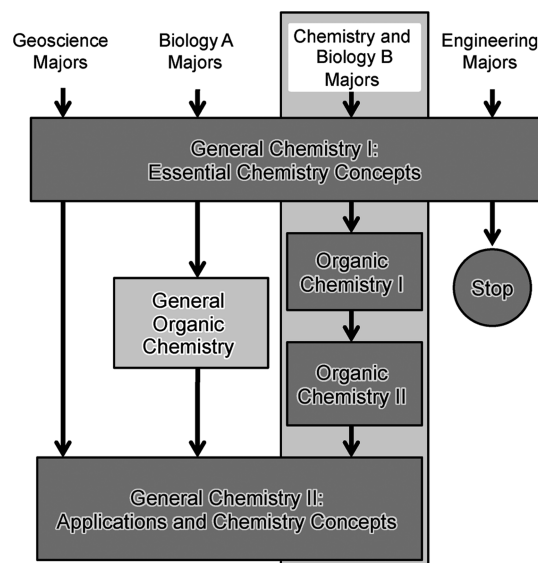 Geoscience
Majors
Biology A
Majors
Chemistry and
Biology B
Majors
Engineering
Majors
General Chemistry I:
Essential Chemistry Concepts
General
Organic
Chemistry
Organic
Chemistry I
Stop
Organic
Chemistry II
General Chemistry II:
Applications and Chemistry Concepts